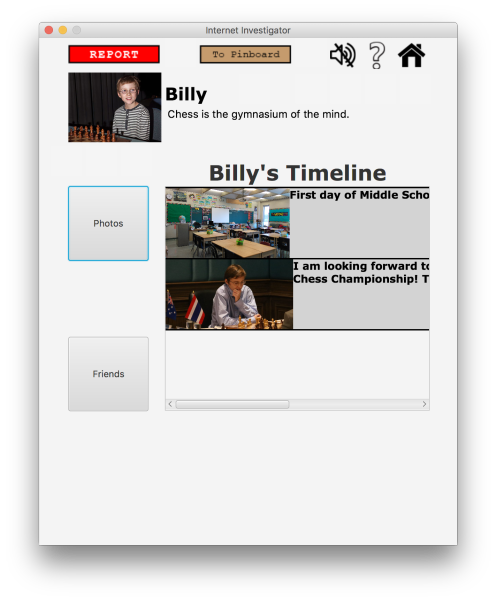 Internet Investigator
REPORT
To Pinboard
Billy
Chess is the gymnasium of the mind.
Billy's Timeline
Photos
First day of Middle Scho
I am looking forward to
Chess Championship! T
Friends